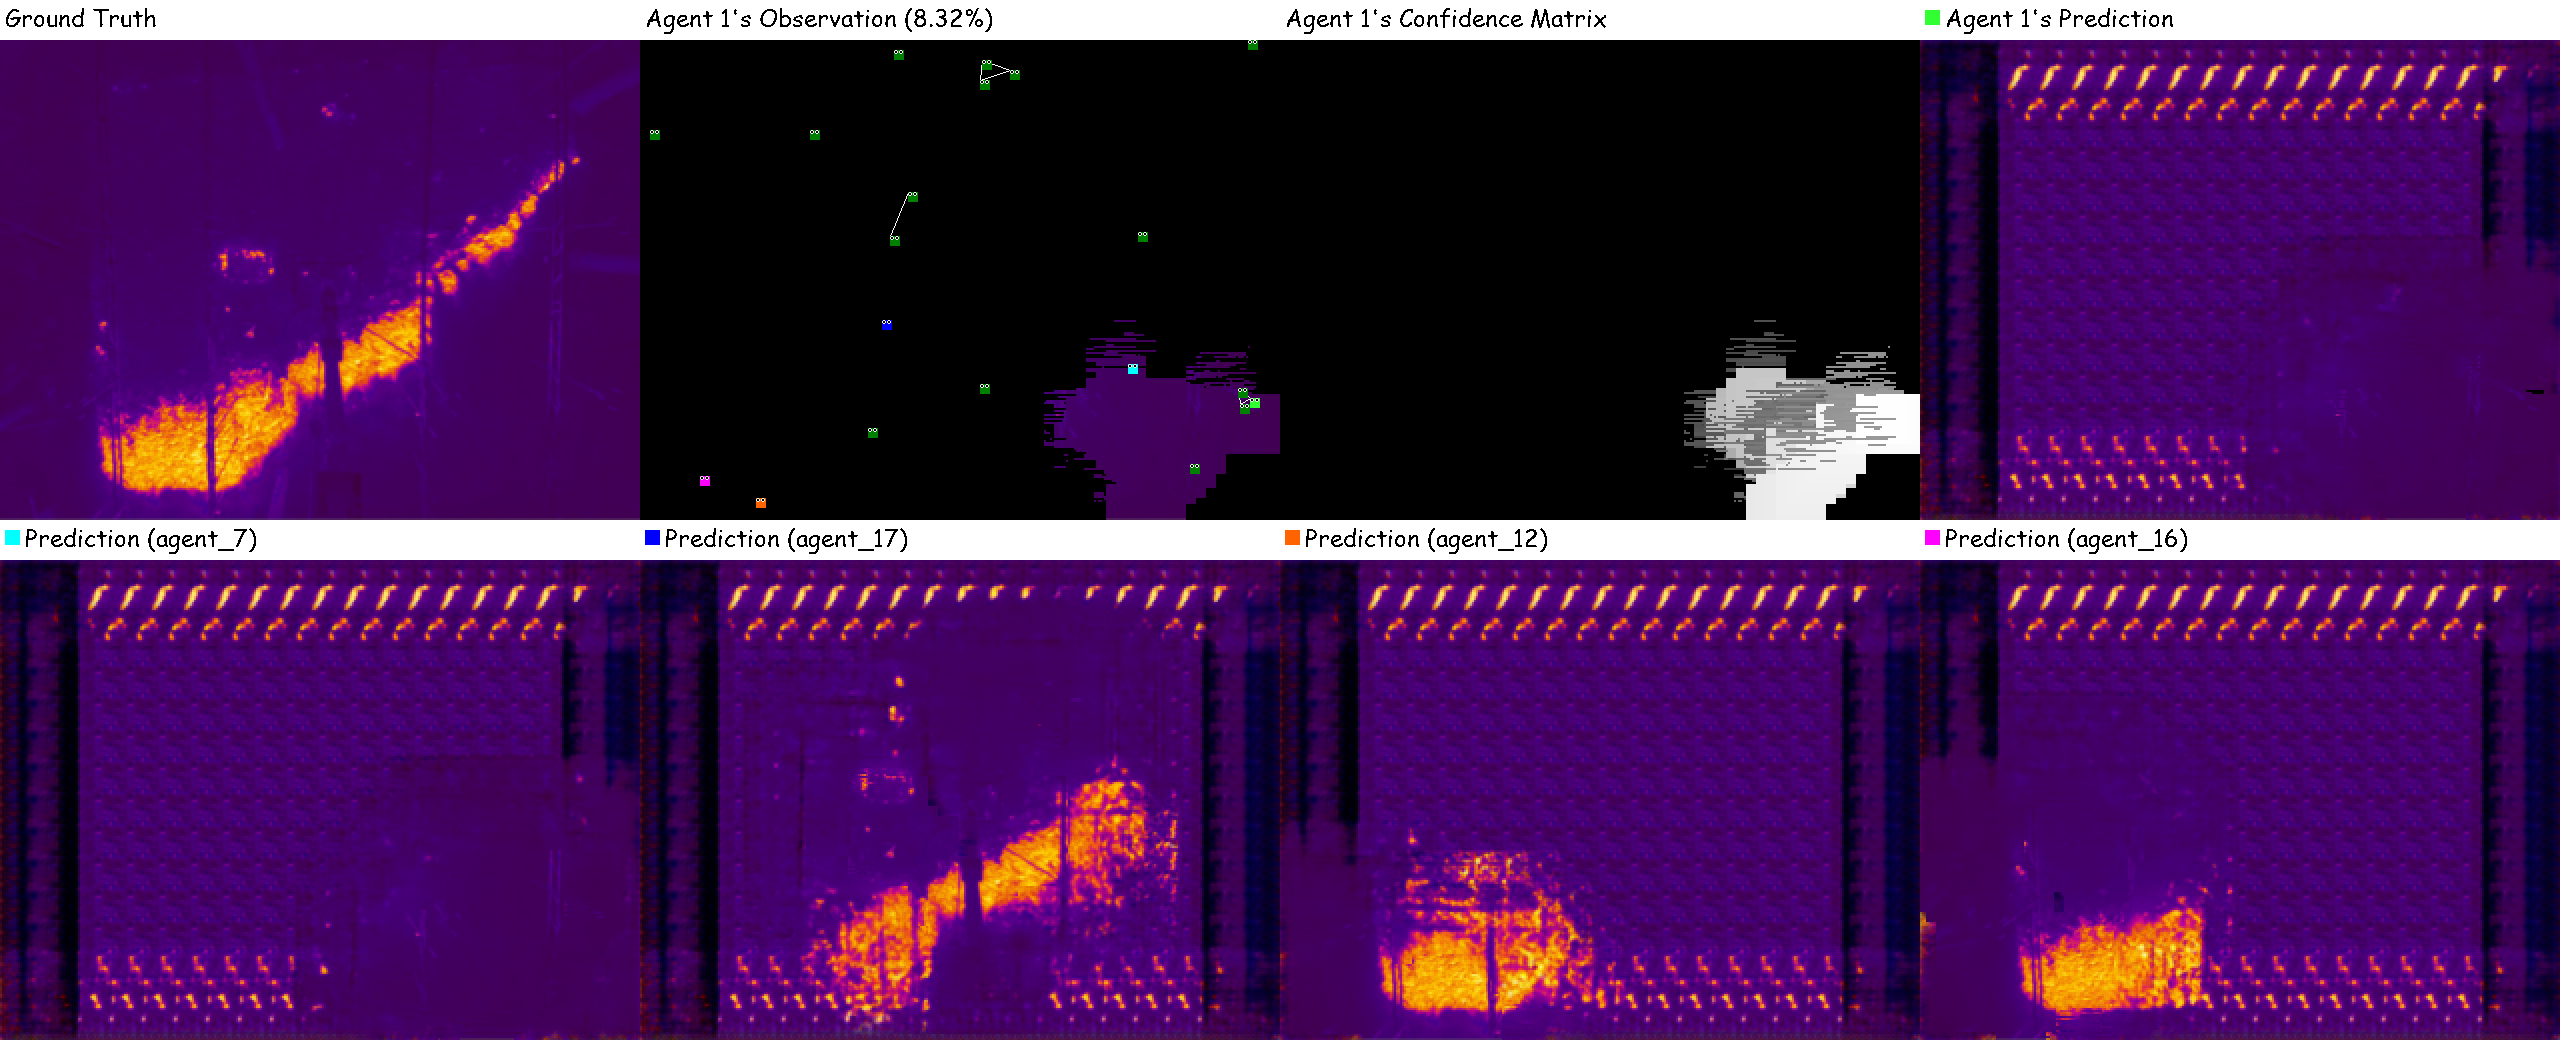 Ground Truth
Agent 1's Observation (8.32%)
Agent 1's Confidence Matrix
Agent 1's Prediction
Prediction (agent_7)
Prediction (agent_17)
Prediction (agent_12)
Prediction (agent_16)